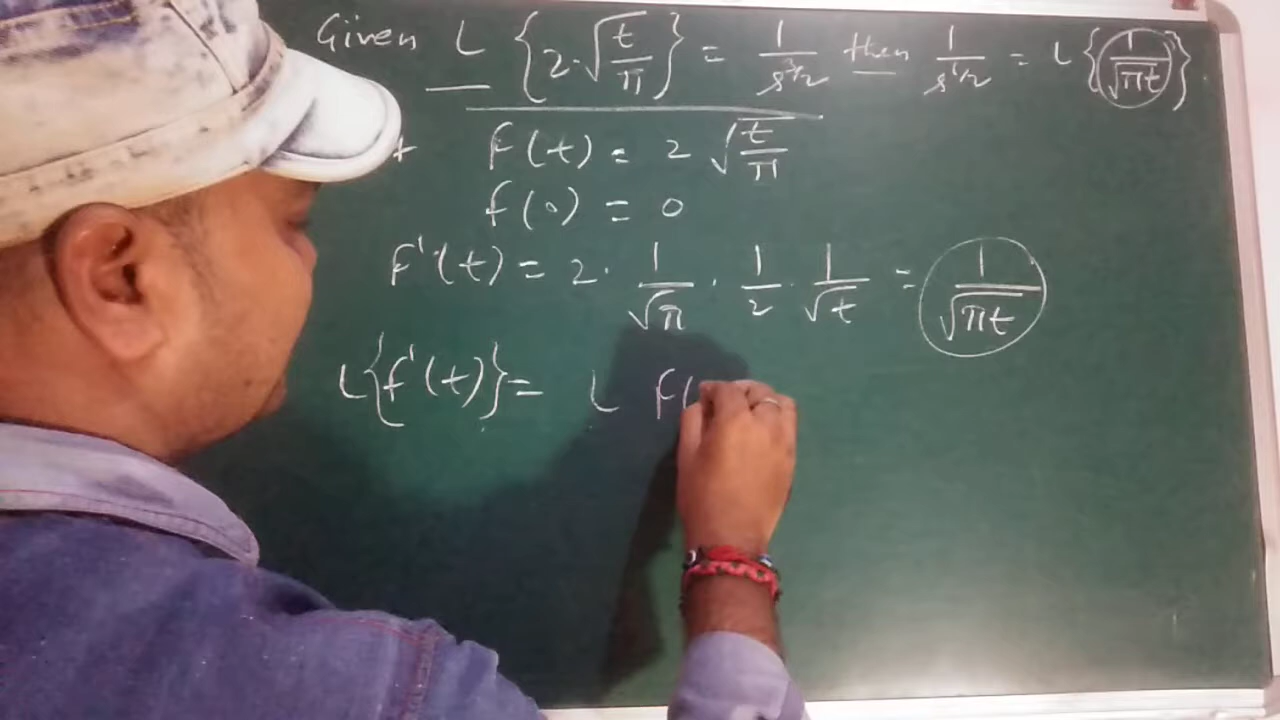 Given L {2·√(t/π)} = 1/s^(3/2) then 1/s^(1/2) = L {1/√(πt)}
F(t) = 2 √(t/π)
f(0) = 0
F'(t) = 2· 1/√π · 1/2 · 1/√t = 1/√(πt)
L{f'(t)} = L F(